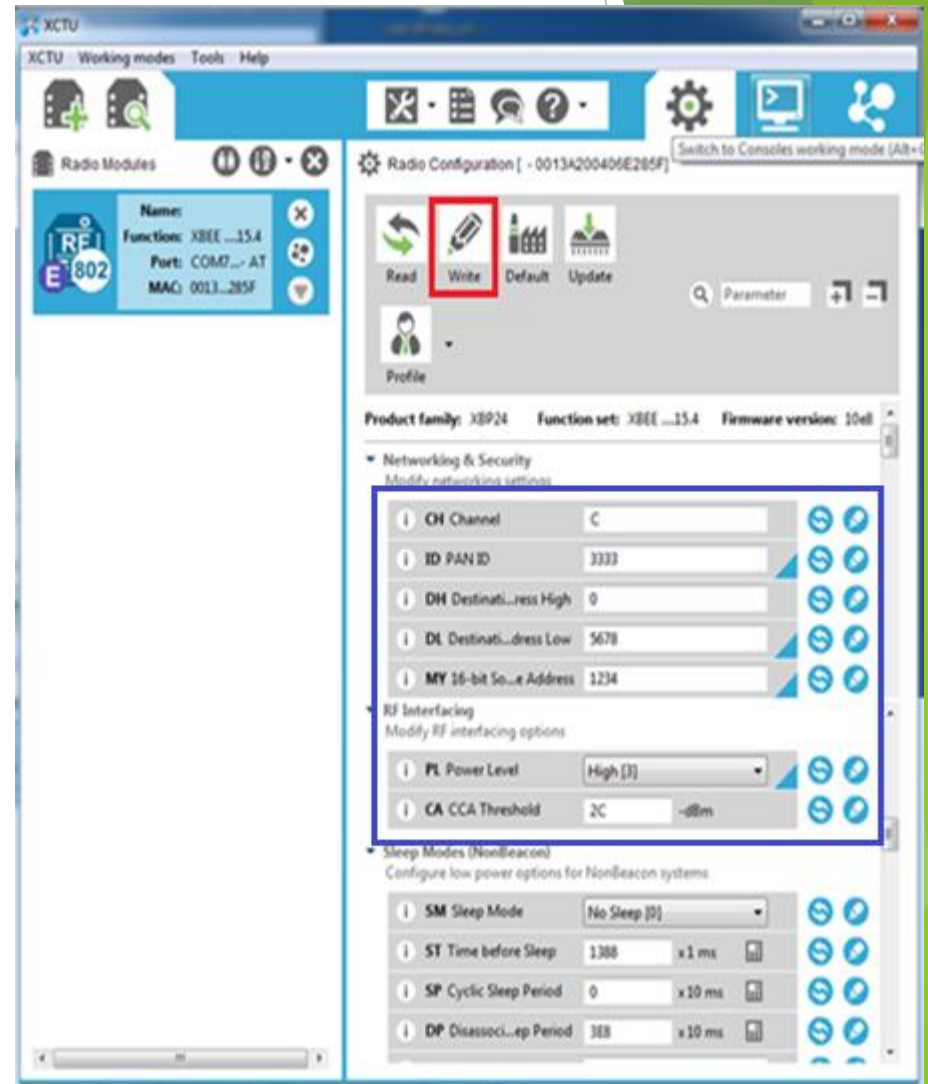 XCTU
XCTU Working modes Tools Help
Radio Modules
Name:
Function: XBEE ....15.4
Port: COM7...- AT
MAC: 0013...285F
RF
E 802
Radio Configuration [ - 0013A200406E285F]
Switch to Consoles working mode (Alt+C
Read Write Default Update
Parameter
Profile
Product family: XBP24 Function set: XBEE ....15.4 Firmware version: 10e8
Networking & Security
Modify networking settings
i CH Channel C
i ID PAN ID 3333
i DH Destinati...ress High 0
i DL Destinati...dress Low 5678
i MY 16-bit So...e Address 1234
RF Interfacing
Modify RF interfacing options
i PL Power Level High [3]
i CA CCA Threshold 2C -dBm
Sleep Modes (NonBeacon)
Configure low power options for NonBeacon systems
i SM Sleep Mode No Sleep [0]
i ST Time before Sleep 1388 x 1 ms
i SP Cyclic Sleep Period 0 x 10 ms
i DP Disassoci...ep Period 3E8 x 10 ms